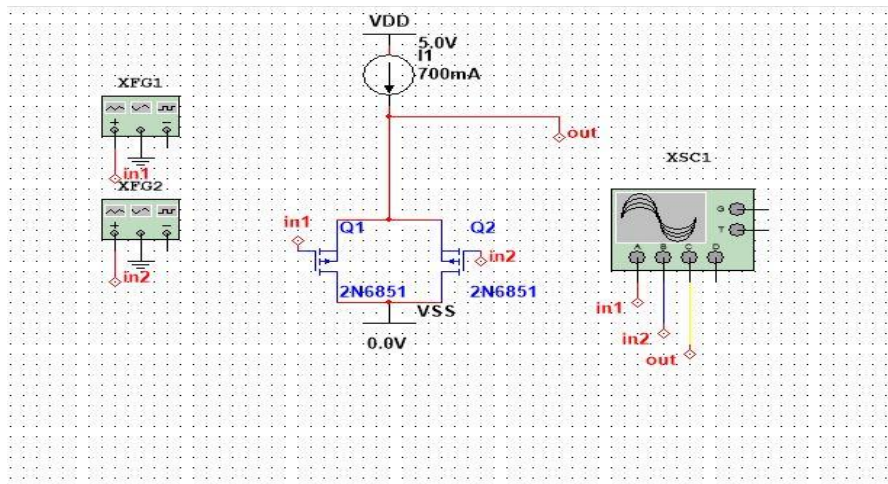 VDD
5.0V
I1
700mA
out
XFG1
+
−
in1
XFG2
+
−
in2
in1
Q1
Q2
in2
2N6851
2N6851
VSS
0.0V
XSC1
G
T
A B C D
in1
in2
out